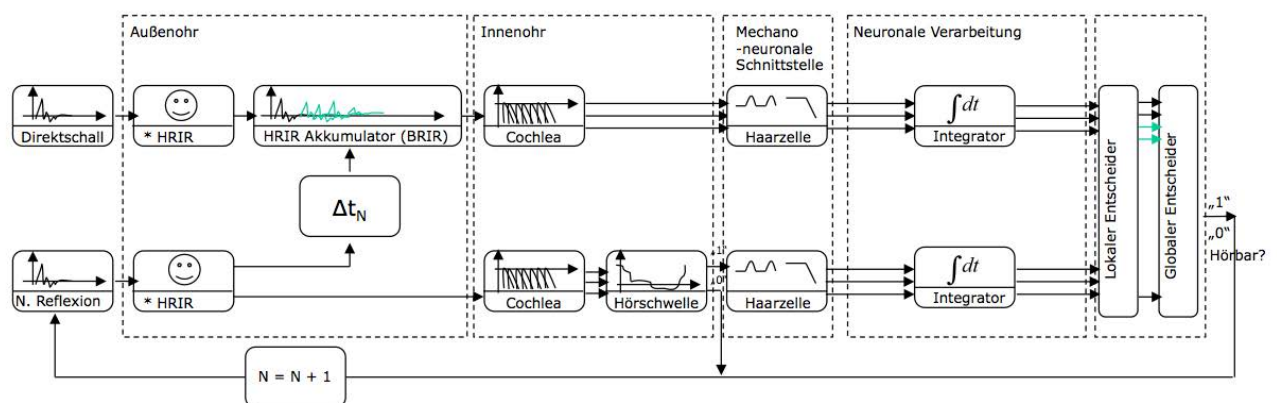 Außenohr
Innenohr
Mechano
-neuronale
Schnittstelle
Neuronale Verarbeitung
Direktschall
* HRIR
HRIR Akkumulator (BRIR)
Cochlea
Haarzelle
∫dt
Integrator
Lokaler Entscheider
Globaler Entscheider
Δt_N
„1“
„0“
Hörbar?
N. Reflexion
* HRIR
Cochlea
Hörschwelle
„1“
„0“
Haarzelle
∫dt
Integrator
N = N + 1